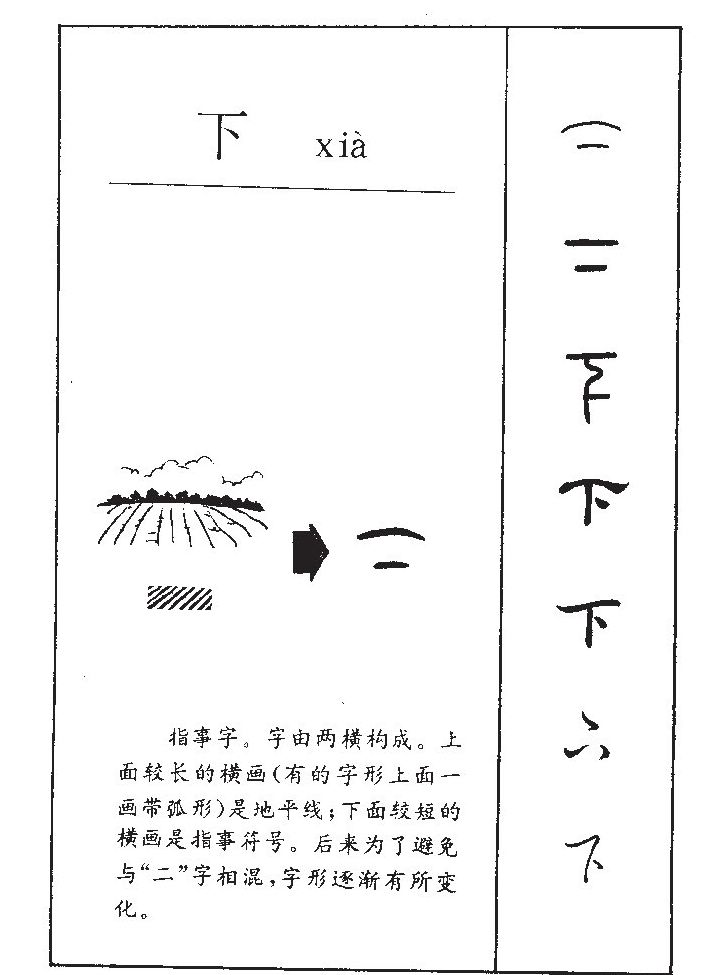 下 xià
指事字。字由两横构成。上
面较长的横画(有的字形上面一
画带弧形)是地平线;下面较短的
横画是指事符号。后来为了避免
与“二”字相混,字形逐渐有所变
化。
下
下